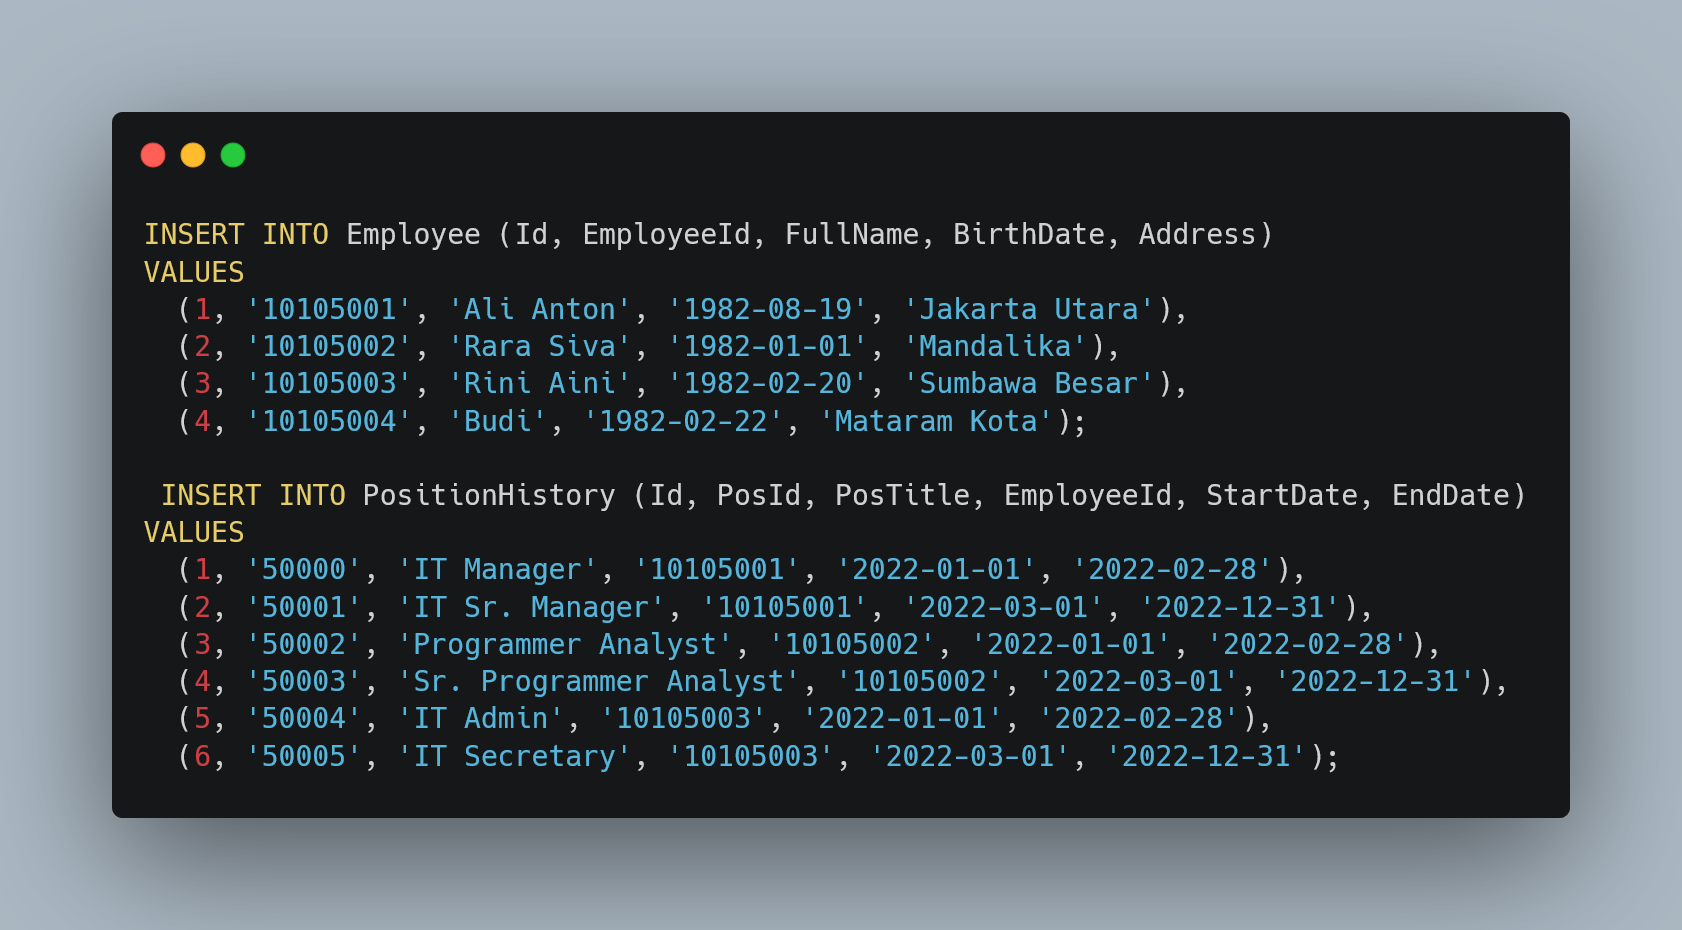 INSERT INTO Employee (Id, EmployeeId, FullName, BirthDate, Address)
VALUES
  (1, '10105001', 'Ali Anton', '1982-08-19', 'Jakarta Utara'),
  (2, '10105002', 'Rara Siva', '1982-01-01', 'Mandalika'),
  (3, '10105003', 'Rini Aini', '1982-02-20', 'Sumbawa Besar'),
  (4, '10105004', 'Budi', '1982-02-22', 'Mataram Kota');

 INSERT INTO PositionHistory (Id, PosId, PosTitle, EmployeeId, StartDate, EndDate)
VALUES
  (1, '50000', 'IT Manager', '10105001', '2022-01-01', '2022-02-28'),
  (2, '50001', 'IT Sr. Manager', '10105001', '2022-03-01', '2022-12-31'),
  (3, '50002', 'Programmer Analyst', '10105002', '2022-01-01', '2022-02-28'),
  (4, '50003', 'Sr. Programmer Analyst', '10105002', '2022-03-01', '2022-12-31'),
  (5, '50004', 'IT Admin', '10105003', '2022-01-01', '2022-02-28'),
  (6, '50005', 'IT Secretary', '10105003', '2022-03-01', '2022-12-31');